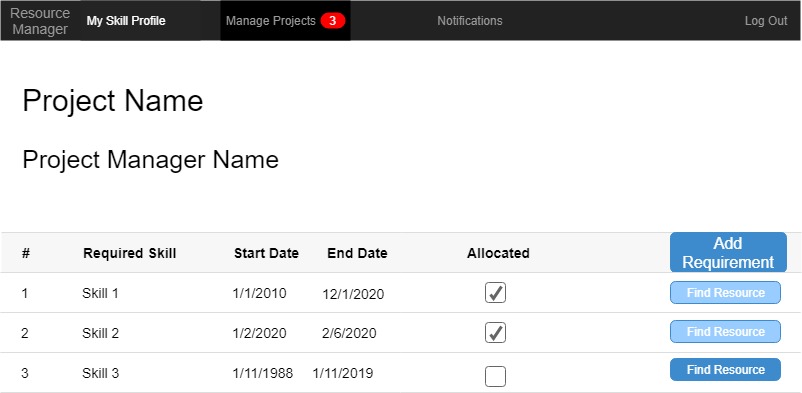 Resource
Manager
My Skill Profile
Manage Projects 3
Notifications
Log Out
Project Name
Project Manager Name
# Required Skill Start Date End Date Allocated Add
Requirement
1 Skill 1 1/1/2010 12/1/2020 Find Resource
2 Skill 2 1/2/2020 2/6/2020 Find Resource
3 Skill 3 1/11/1988 1/11/2019 Find Resource